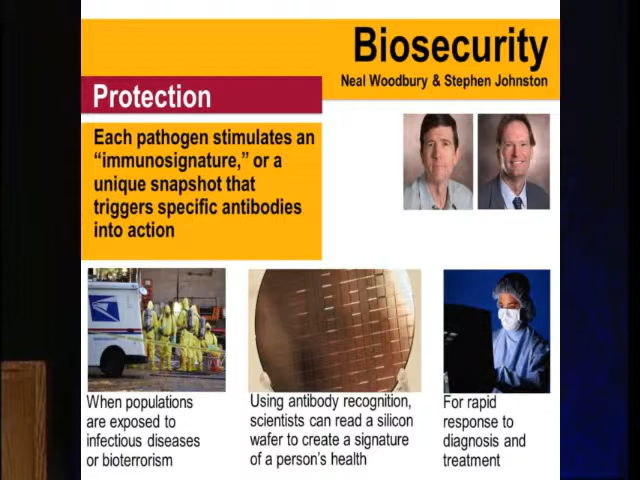 Biosecurity
Neal Woodbury & Stephen Johnston
Protection
Each pathogen stimulates an
“immunosignature,” or a
unique snapshot that
triggers specific antibodies
into action
When populations
are exposed to
infectious diseases
or bioterrorism
Using antibody recognition,
scientists can read a silicon
wafer to create a signature
of a person’s health
For rapid
response to
diagnosis and
treatment